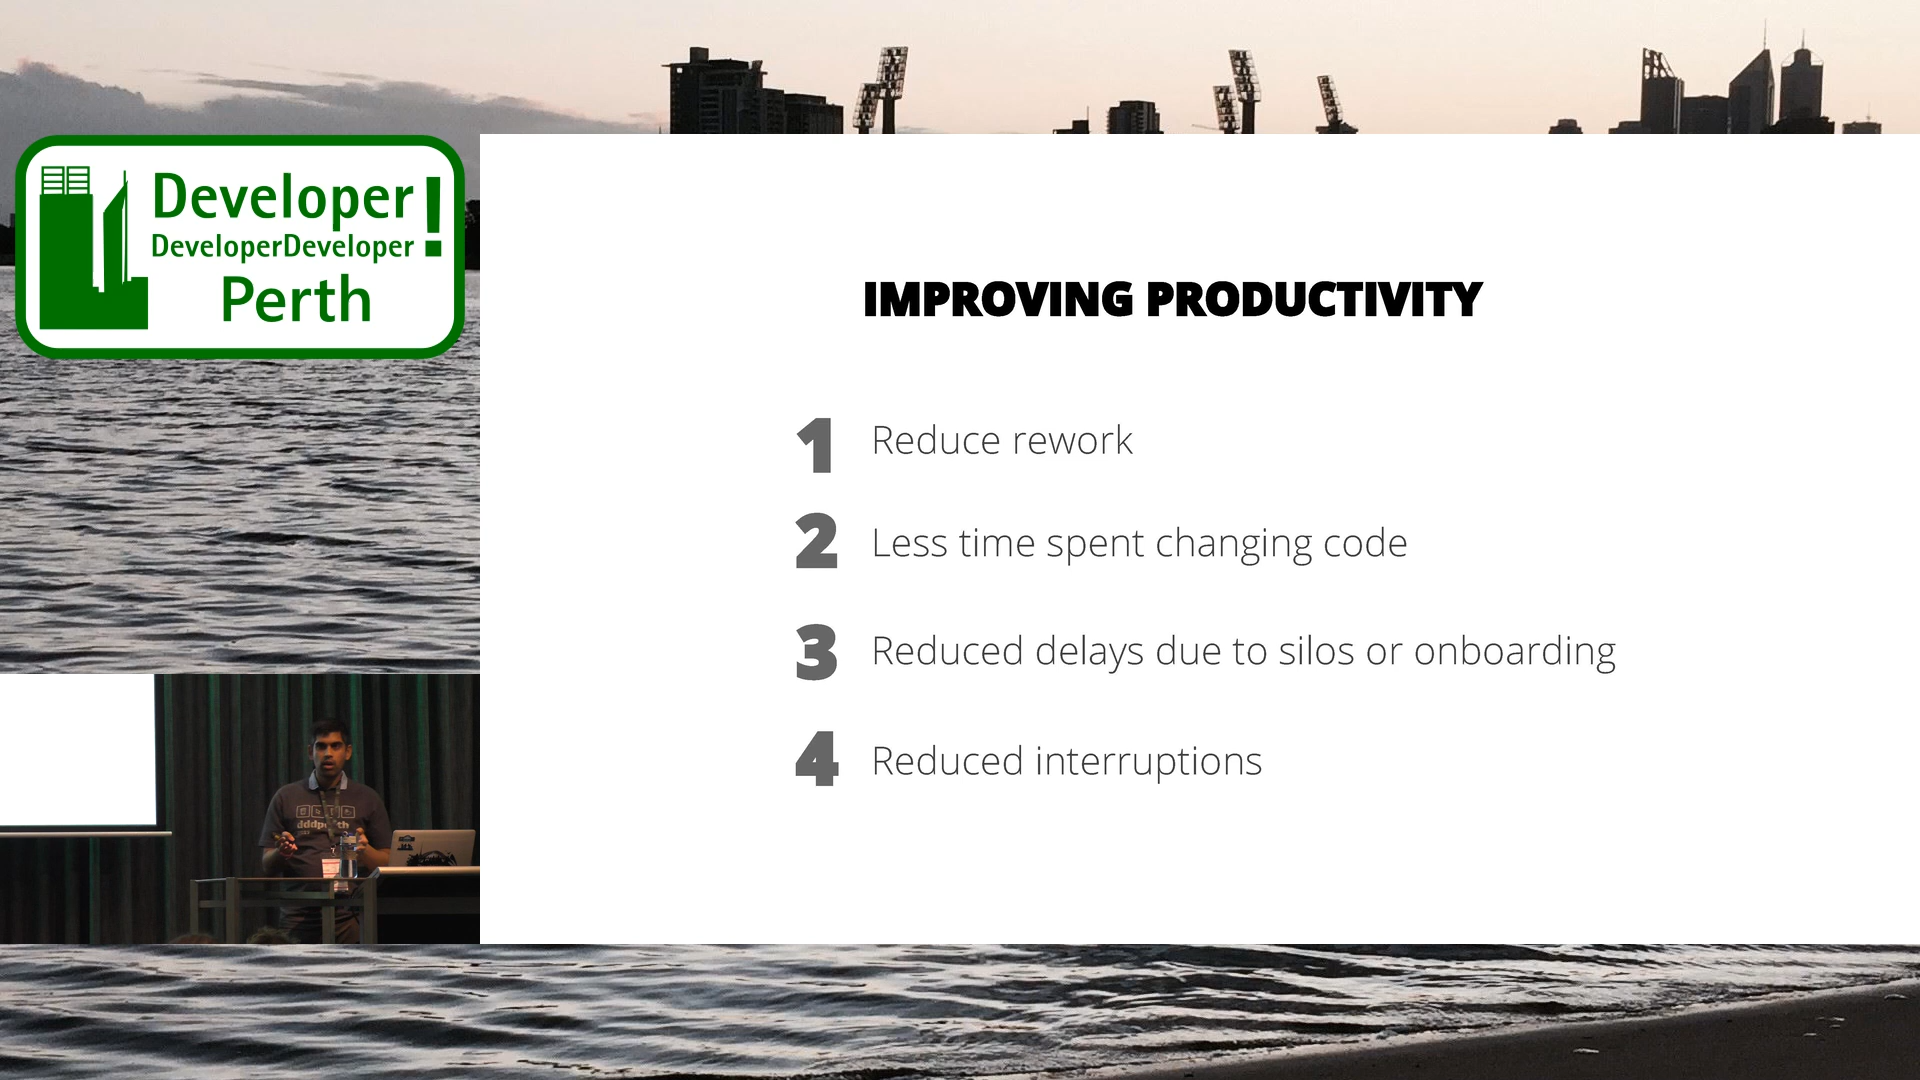 Developer!
DeveloperDeveloper
Perth
IMPROVING PRODUCTIVITY
1 Reduce rework
2 Less time spent changing code
3 Reduced delays due to silos or onboarding
4 Reduced interruptions
dddperth